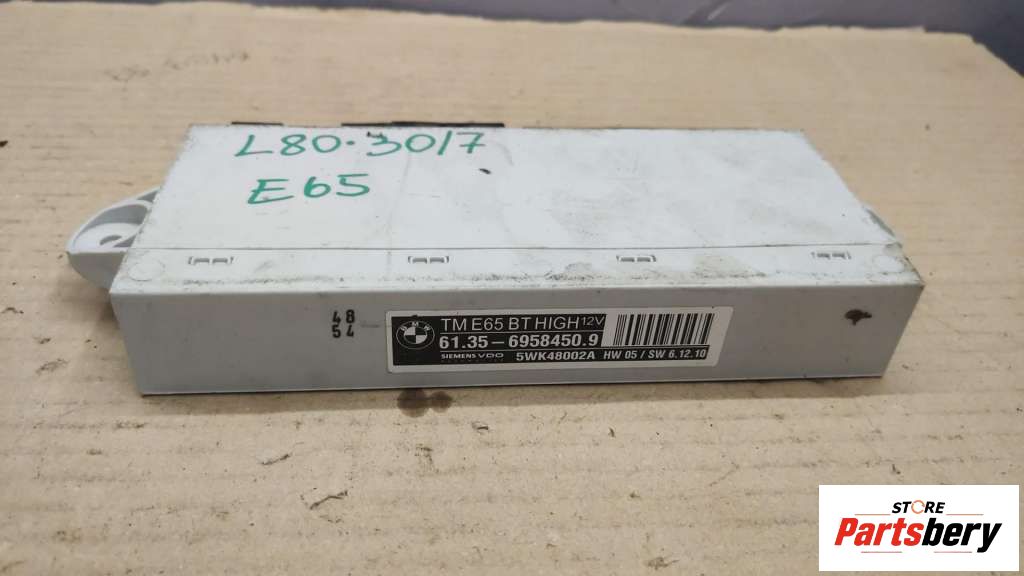 L80.3017
E65
48
54
BMW
TM E65 BT HIGH 12V
61.35-6958450.9
SIEMENS VDO 5WK48002A HW 05 / SW 6.12.10
STORE
Partsbery